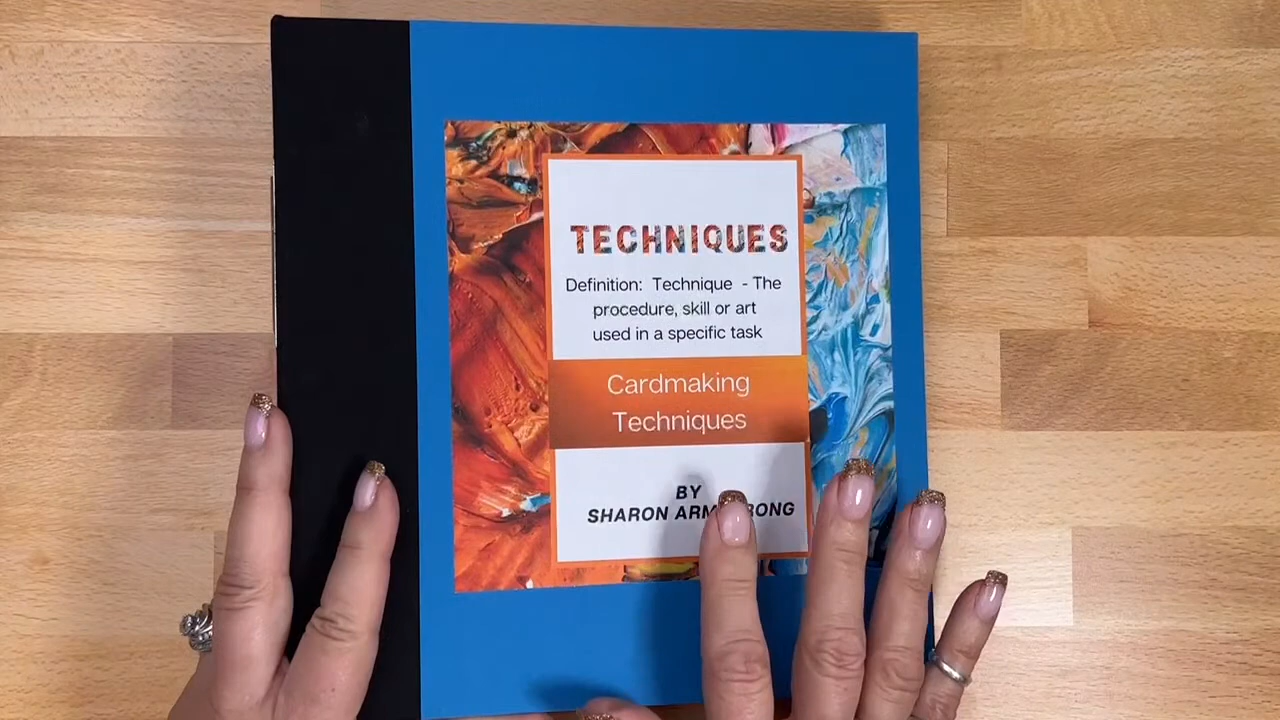 TECHNIQUES
Definition: Technique - The
procedure, skill or art
used in a specific task
Cardmaking
Techniques
BY
SHARON